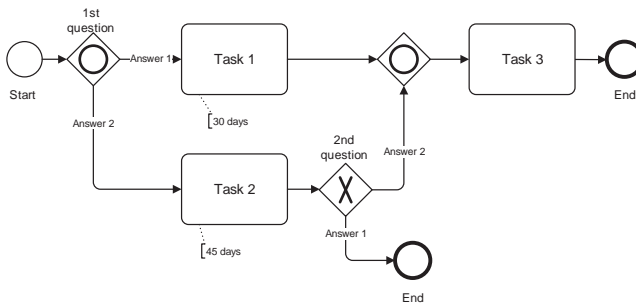 1st
question
Start
Answer 1
Task 1
Task 3
End
30 days
Answer 2
2nd
question
Answer 2
Task 2
Answer 1
45 days
End